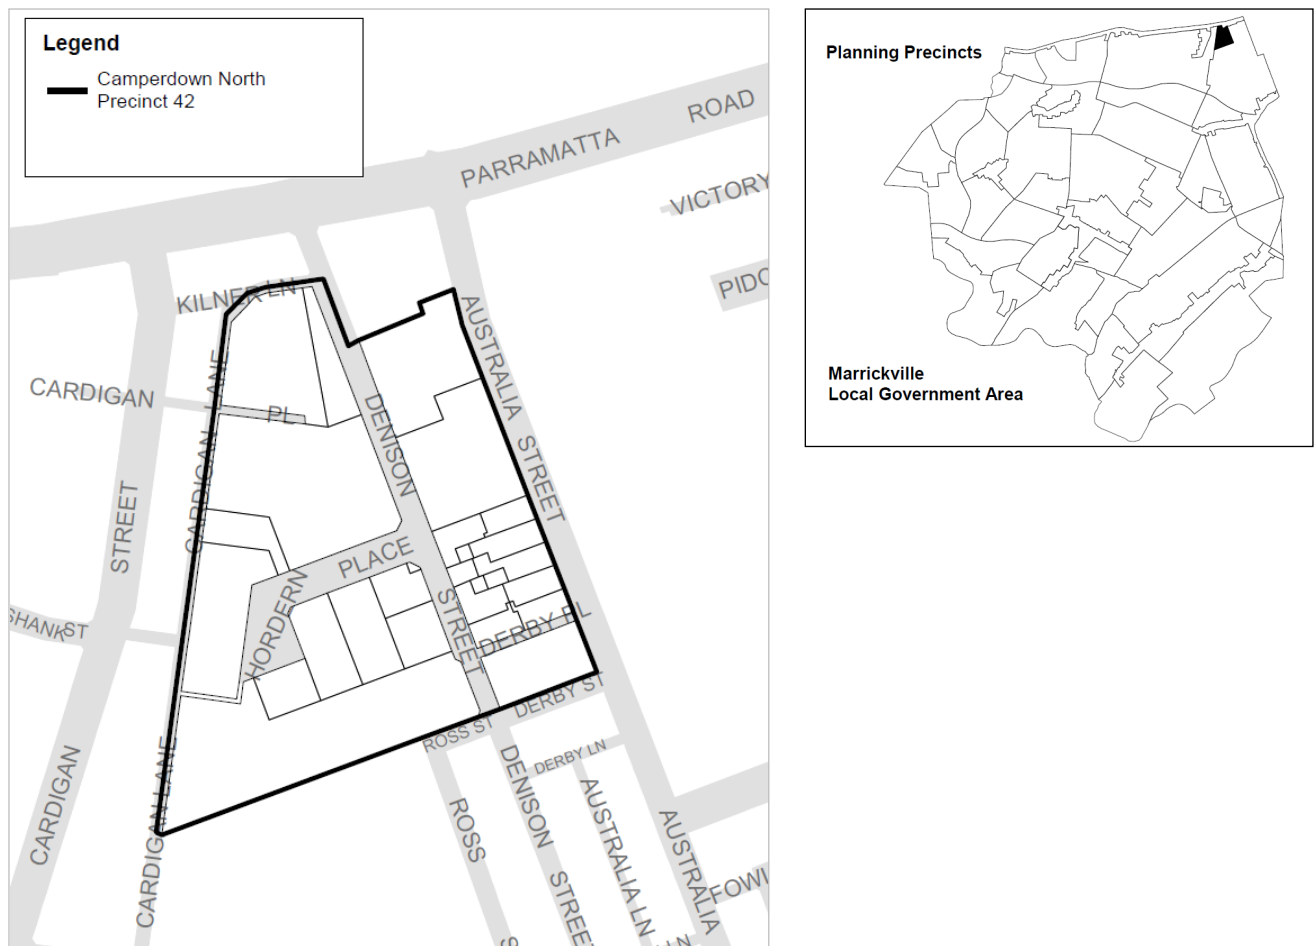 Legend
Camperdown North
Precinct 42
PARRAMATTA
ROAD
VICTORY
PIDC
KILNER LN
CARDIGAN
PL
CARDIGAN LANE
AUSTRALIA
STREET
DENISON
STREET
STREET
HORDERN
PLACE
DERBY PL
SHANK
ST
DERBY ST
ROSS ST
DERBY LN
CARDIGAN
CARDIGAN LANE
ROSS
S
DENISON
STREET
AUSTRALIA LN
LN
AUSTRALIA
FOWL
Planning Precincts
Marrickville
Local Government Area